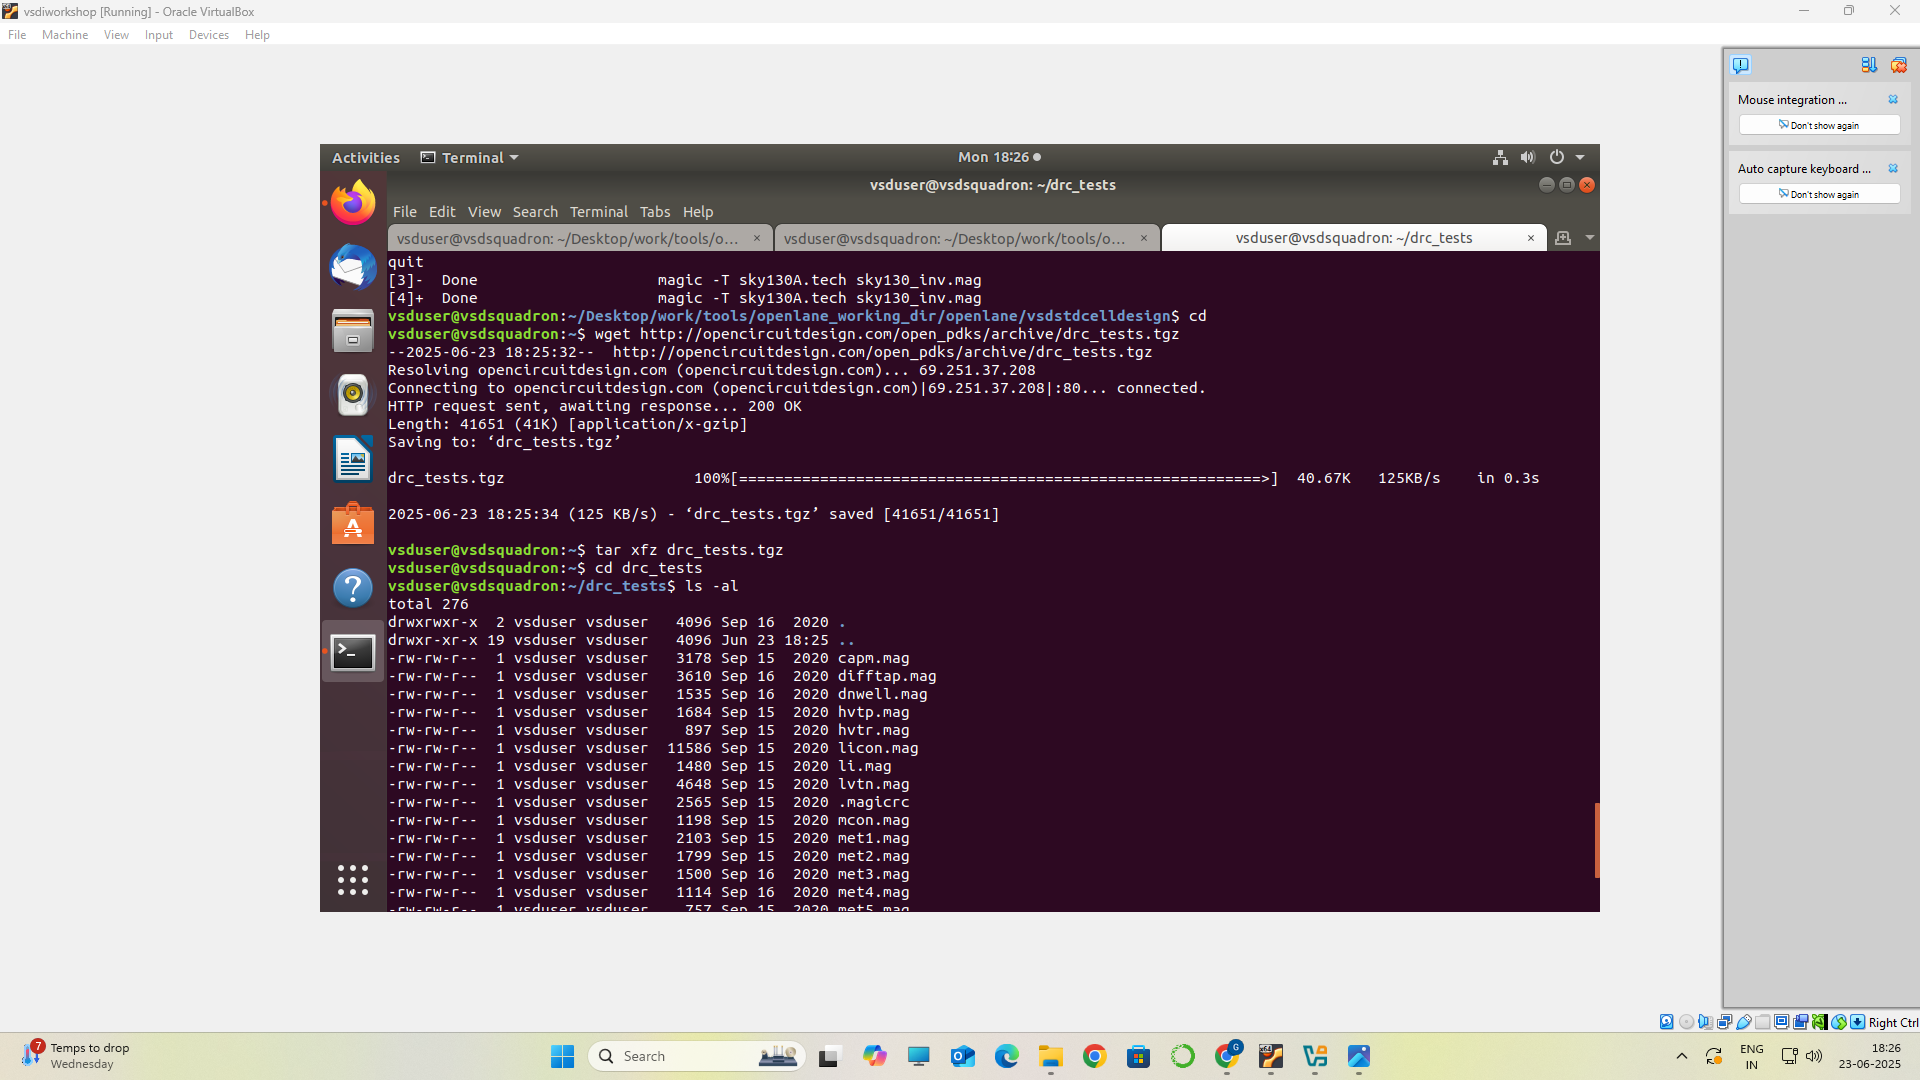 vsdiworkshop [Running] - Oracle VirtualBox
File Machine View Input Devices Help
Mouse integration ...
Don't show again
Auto capture keyboard ...
Don't show again
Activities Terminal Mon 18:26
vsduser@vsdsquadron: ~/drc_tests
File Edit View Search Terminal Tabs Help
vsduser@vsdsquadron: ~/Desktop/work/tools/o... × vsduser@vsdsquadron: ~/Desktop/work/tools/o... × vsduser@vsdsquadron: ~/drc_tests ×
quit
[3]-  Done                    magic -T sky130A.tech sky130_inv.mag
[4]+  Done                    magic -T sky130A.tech sky130_inv.mag
vsduser@vsdsquadron:~/Desktop/work/tools/openlane_working_dir/openlane/vsdstdcelldesign$ cd
vsduser@vsdsquadron:~$ wget http://opencircuitdesign.com/open_pdks/archive/drc_tests.tgz
--2025-06-23 18:25:32--  http://opencircuitdesign.com/open_pdks/archive/drc_tests.tgz
Resolving opencircuitdesign.com (opencircuitdesign.com)... 69.251.37.208
Connecting to opencircuitdesign.com (opencircuitdesign.com)|69.251.37.208|:80... connected.
HTTP request sent, awaiting response... 200 OK
Length: 41651 (41K) [application/x-gzip]
Saving to: ‘drc_tests.tgz’
drc_tests.tgz                     100%[==========================================================>]  40.67K   125KB/s    in 0.3s
2025-06-23 18:25:34 (125 KB/s) - ‘drc_tests.tgz’ saved [41651/41651]
vsduser@vsdsquadron:~$ tar xfz drc_tests.tgz
vsduser@vsdsquadron:~$ cd drc_tests
vsduser@vsdsquadron:~/drc_tests$ ls -al
total 276
drwxrwxr-x  2 vsduser vsduser   4096 Sep 16  2020 .
drwxr-xr-x 19 vsduser vsduser   4096 Jun 23 18:25 ..
-rw-rw-r--  1 vsduser vsduser   3178 Sep 15  2020 capm.mag
-rw-rw-r--  1 vsduser vsduser   3610 Sep 16  2020 difftap.mag
-rw-rw-r--  1 vsduser vsduser   1535 Sep 16  2020 dnwell.mag
-rw-rw-r--  1 vsduser vsduser   1684 Sep 15  2020 hvtp.mag
-rw-rw-r--  1 vsduser vsduser    897 Sep 15  2020 hvtr.mag
-rw-rw-r--  1 vsduser vsduser  11586 Sep 15  2020 licon.mag
-rw-rw-r--  1 vsduser vsduser   1480 Sep 15  2020 li.mag
-rw-rw-r--  1 vsduser vsduser   4648 Sep 15  2020 lvtn.mag
-rw-rw-r--  1 vsduser vsduser   2565 Sep 15  2020 .magicrc
-rw-rw-r--  1 vsduser vsduser   1198 Sep 15  2020 mcon.mag
-rw-rw-r--  1 vsduser vsduser   2103 Sep 15  2020 met1.mag
-rw-rw-r--  1 vsduser vsduser   1799 Sep 15  2020 met2.mag
-rw-rw-r--  1 vsduser vsduser   1500 Sep 16  2020 met3.mag
-rw-rw-r--  1 vsduser vsduser   1114 Sep 16  2020 met4.mag
-rw-rw-r--  1 vsduser vsduser    757 Sep 15  2020 met5.mag
Right Ctrl
7
Temps to drop
Wednesday
Search
G
x64
ENG
IN
18:26
23-06-2025